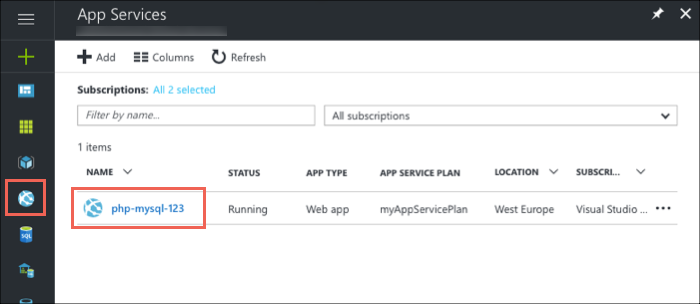 App Services
Add Columns Refresh
Subscriptions: All 2 selected
Filter by name... All subscriptions
1 items
NAME STATUS APP TYPE APP SERVICE PLAN LOCATION SUBSCRI...
php-mysql-123 Running Web app myAppServicePlan West Europe Visual Studio ...
SQL